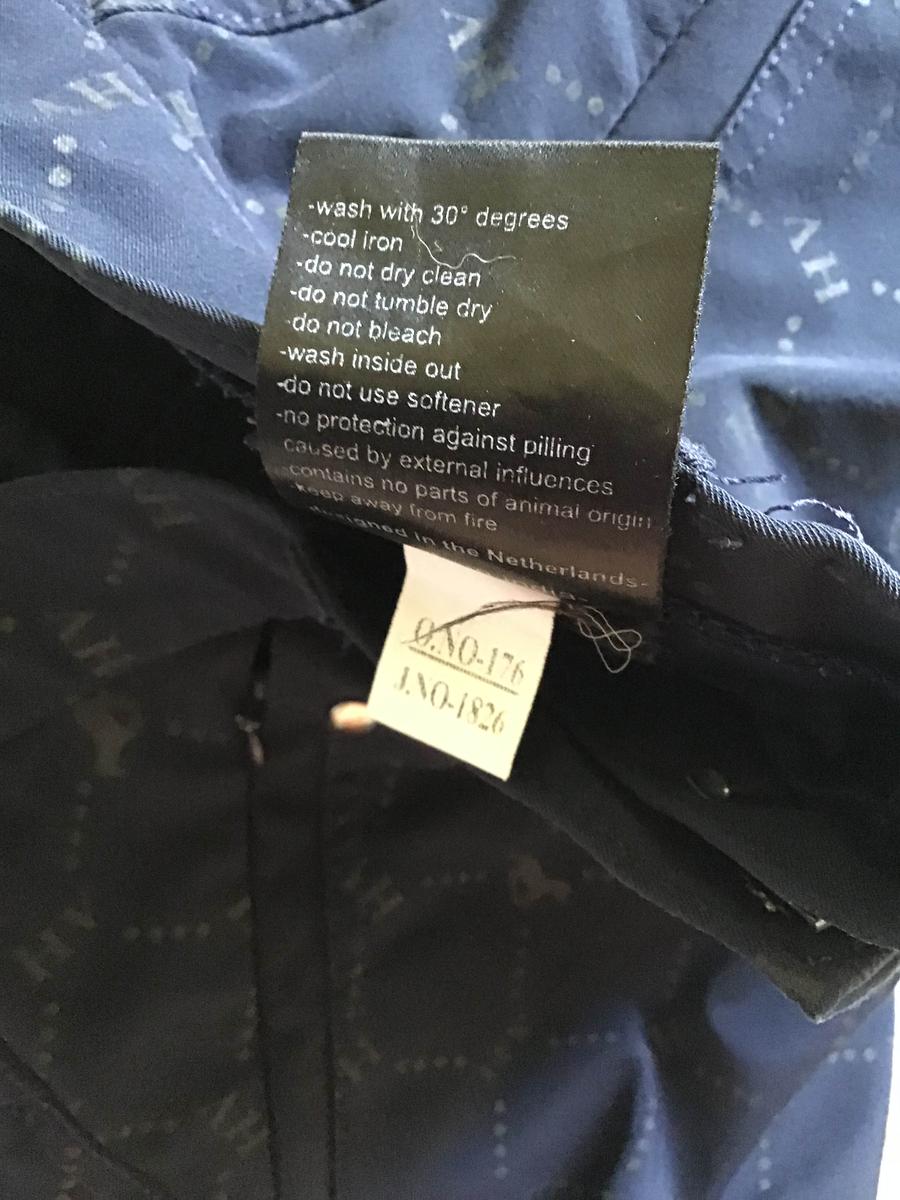 AH
-wash with 30° degrees
-cool iron
-do not dry clean
-do not tumble dry
-do not bleach
-wash inside out
-do not use softener
-no protection against pilling
caused by external influences
-contains no parts of animal origin
-keep away from fire
designed in the Netherlands-
O.NO-176
J.NO-1826
AH